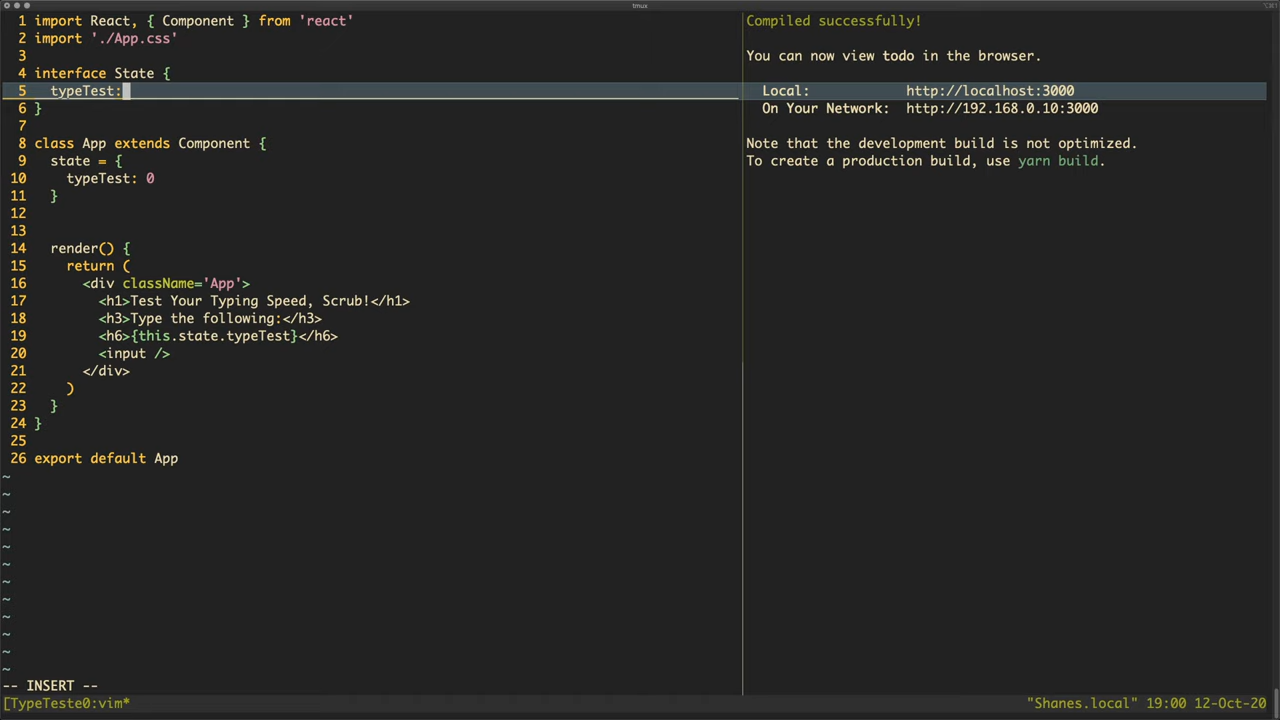 tmux
⌥⌘1
1 import React, { Component } from 'react'
2 import './App.css'
3
4 interface State {
5   typeTest:
6 }
7
8 class App extends Component {
9   state = {
10     typeTest: 0
11   }
12
13
14   render() {
15     return (
16       <div className='App'>
17         <h1>Test Your Typing Speed, Scrub!</h1>
18         <h3>Type the following:</h3>
19         <h6>{this.state.typeTest}</h6>
20         <input />
21       </div>
22     )
23   }
24 }
25
26 export default App
~
~
~
~
~
~
~
~
~
~
~
~
-- INSERT --
Compiled successfully!
You can now view todo in the browser.
Local:            http://localhost:3000
On Your Network:  http://192.168.0.10:3000
Note that the development build is not optimized.
To create a production build, use yarn build.
[TypeTeste0:vim*
"Shanes.local" 19:00 12-Oct-20